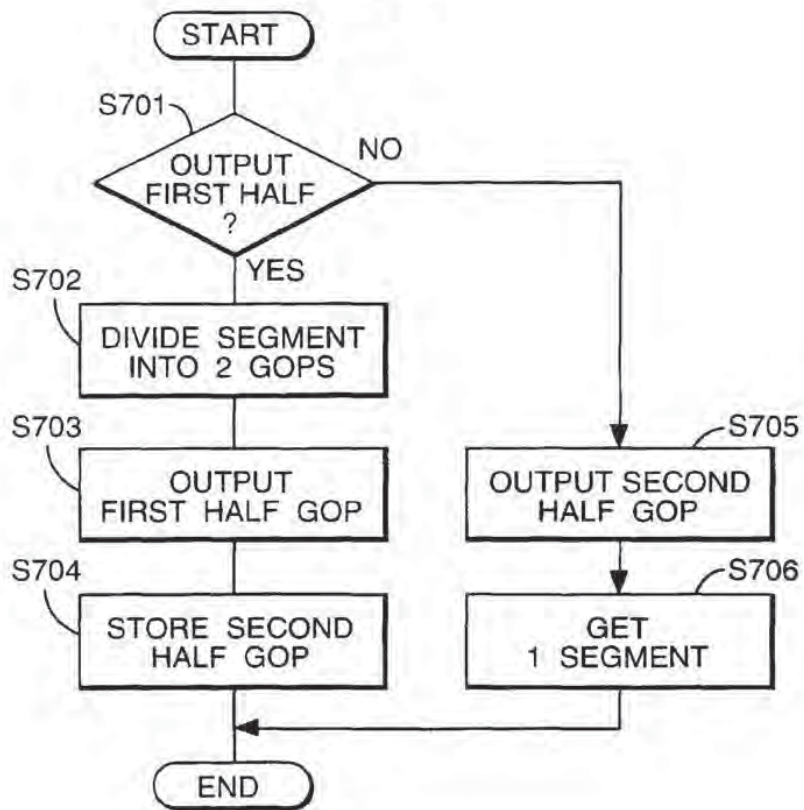 START
S701
OUTPUT
FIRST HALF
?
NO
YES
S702
DIVIDE SEGMENT
INTO 2 GOPS
S703
OUTPUT
FIRST HALF GOP
S704
STORE SECOND
HALF GOP
S705
OUTPUT SECOND
HALF GOP
S706
GET
1 SEGMENT
END